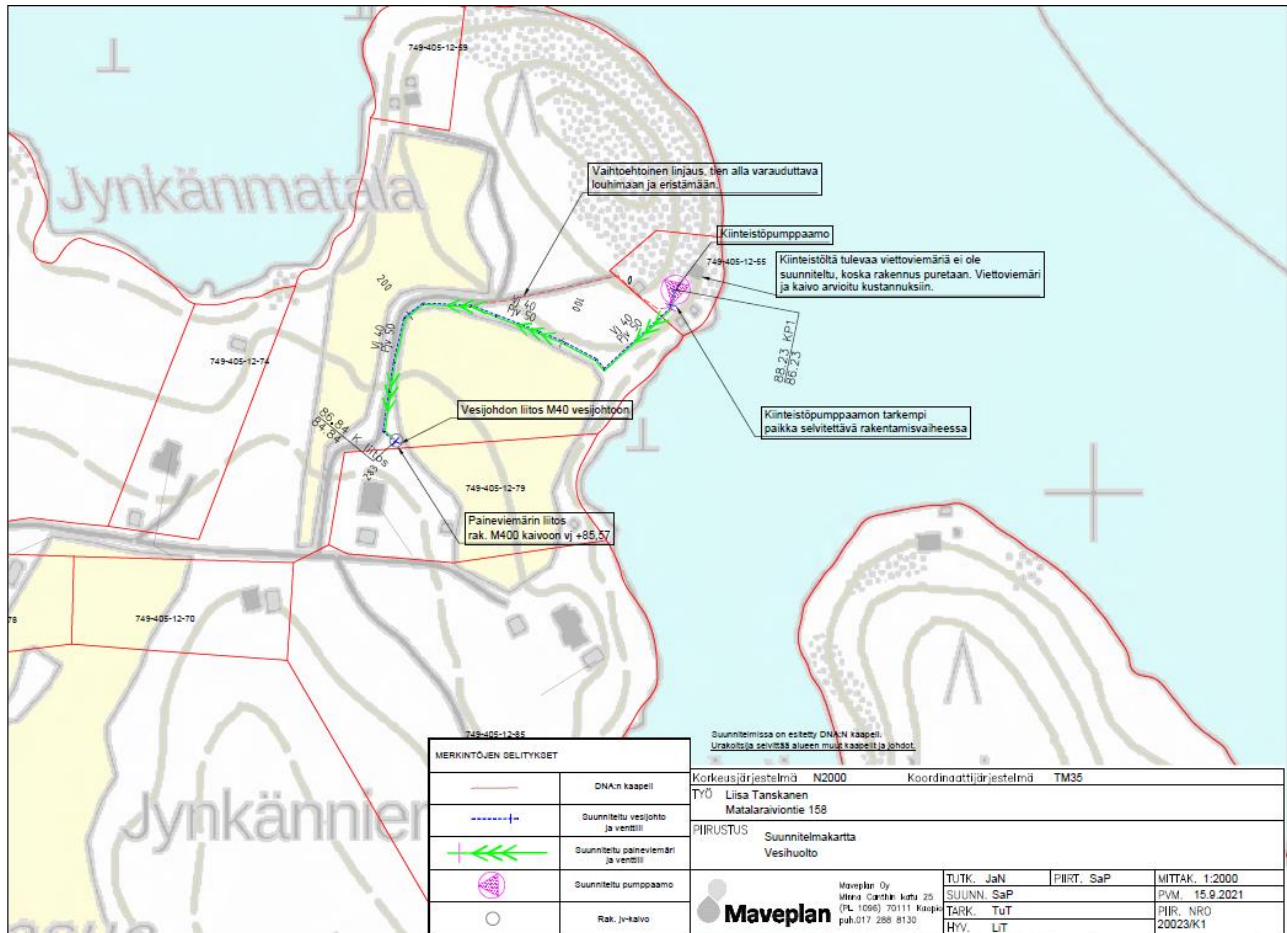 749-405-12-59
Jynkänmatala
Vaihtoehtoinen linjaus, tien alla varauduttava
louhimaan ja eristämään.
Kiinteistöpumppaamo
749-405-12-55
Kiinteistöltä tulevaa viettoviemäriä ei ole
suunniteltu, koska rakennus puretaan. Viettoviemäri
ja kaivo arvioitu kustannuksiin.
200
0
100
Vj 40
Pjv 50
Vj 40
Pjv 50
Vj 40
Pjv 50
88.23 KP1
86.23
749-405-12-74
Vesijohdon liitos M40 vesijohtoon
Kiinteistöpumppaamon tarkempi
paikka selvitettävä rakentamisvaiheessa
86.84 K liitos
84.84
283
749-405-12-79
Paineviemärin liitos
rak. M400 kaivoon vj +85,57
78
749-405-12-70
749-405-12-85
Jynkännier
Suunnitelmissa on esitetty DNA:N kaapeli.
Urakoitsija selvittää alueen muut kaapelit ja johdot.
MERKINTÖJEN SELITYKSET
DNA:n kaapeli
Suunniteltu vesijohto
ja venttiili
Suunniteltu paineviemäri
ja venttiili
Suunniteltu pumppaamo
Rak. jv-kaivo
Korkeusjärjestelmä N2000 Koordinaattijärjestelmä TM35
TYÖ Liisa Tanskanen
Matalaraiviontie 158
PIIRUSTUS Suunnitelmakartta
Vesihuolto
Maveplan
Maveplan Oy
Minna Canthin katu 25
(PL 1096) 70111 Kuopio
puh.017 288 8130
TUTK. JaN PIIRT. SaP MITTAK. 1:2000
SUUNN. SaP PVM. 15.9.2021
TARK. TuT PIIR. NRO
HYV. LiT 20023/K1